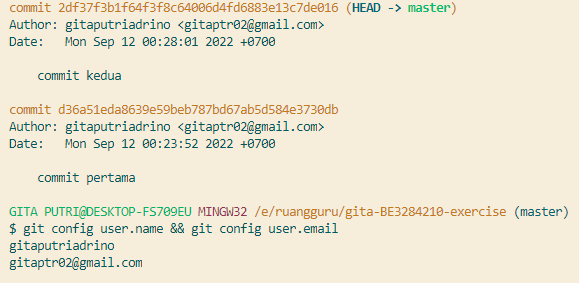 commit 2df37f3b1f64f3f8c64006d4fd6883e13c7de016 (HEAD -> master)
Author: gitaputriadrino <gitaptr02@gmail.com>
Date:   Mon Sep 12 00:28:01 2022 +0700
    commit kedua
commit d36a51eda8639e59beb787bd67ab5d584e3730db
Author: gitaputriadrino <gitaptr02@gmail.com>
Date:   Mon Sep 12 00:23:52 2022 +0700
    commit pertama
GITA PUTRI@DESKTOP-FS709EU MINGW32 /e/ruangguru/gita-BE3284210-exercise (master)
$ git config user.name && git config user.email
gitaputriadrino
gitaptr02@gmail.com